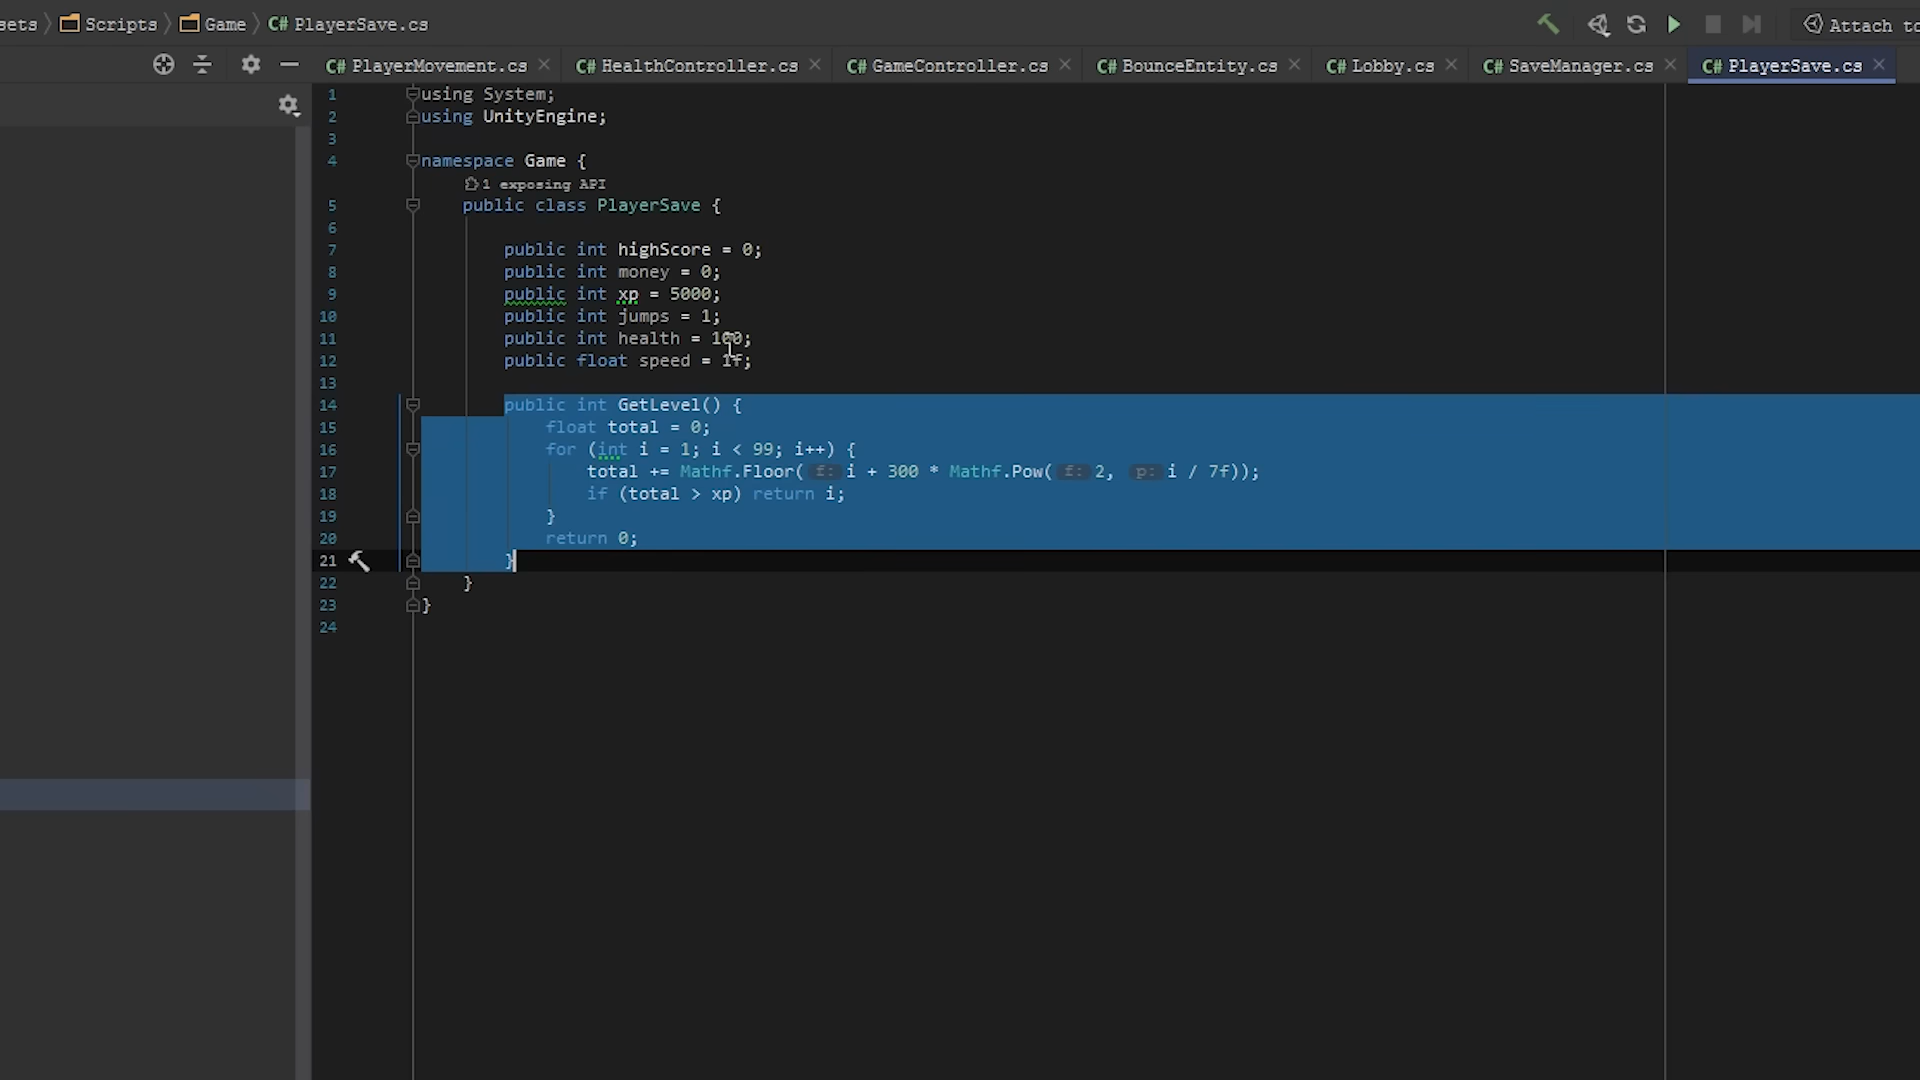 sets Scripts Game C# PlayerSave.cs Attach to
C# PlayerMovement.cs C# HealthController.cs C# GameController.cs C# BounceEntity.cs C# Lobby.cs C# SaveManager.cs C# PlayerSave.cs
1 using System;
2 using UnityEngine;
3
4 namespace Game {
1 exposing API
5 public class PlayerSave {
6
7 public int highScore = 0;
8 public int money = 0;
9 public int xp = 5000;
10 public int jumps = 1;
11 public int health = 100;
12 public float speed = 1f;
13
14 public int GetLevel() {
15 float total = 0;
16 for (int i = 1; i < 99; i++) {
17 total += Mathf.Floor( f: i + 300 * Mathf.Pow( f: 2, p: i / 7f));
18 if (total > xp) return i;
19 }
20 return 0;
21 }
22 }
23 }
24